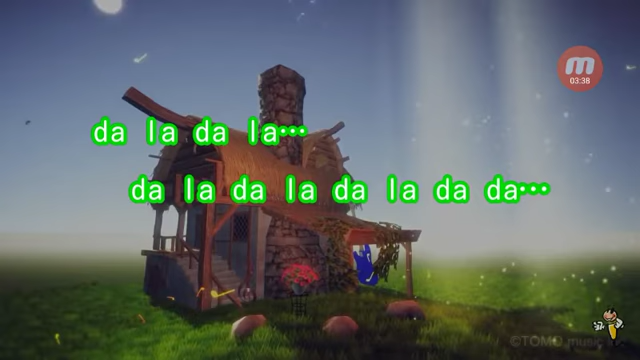 03:38
da la da la…
da la da la da la da da…
©TOMO.music